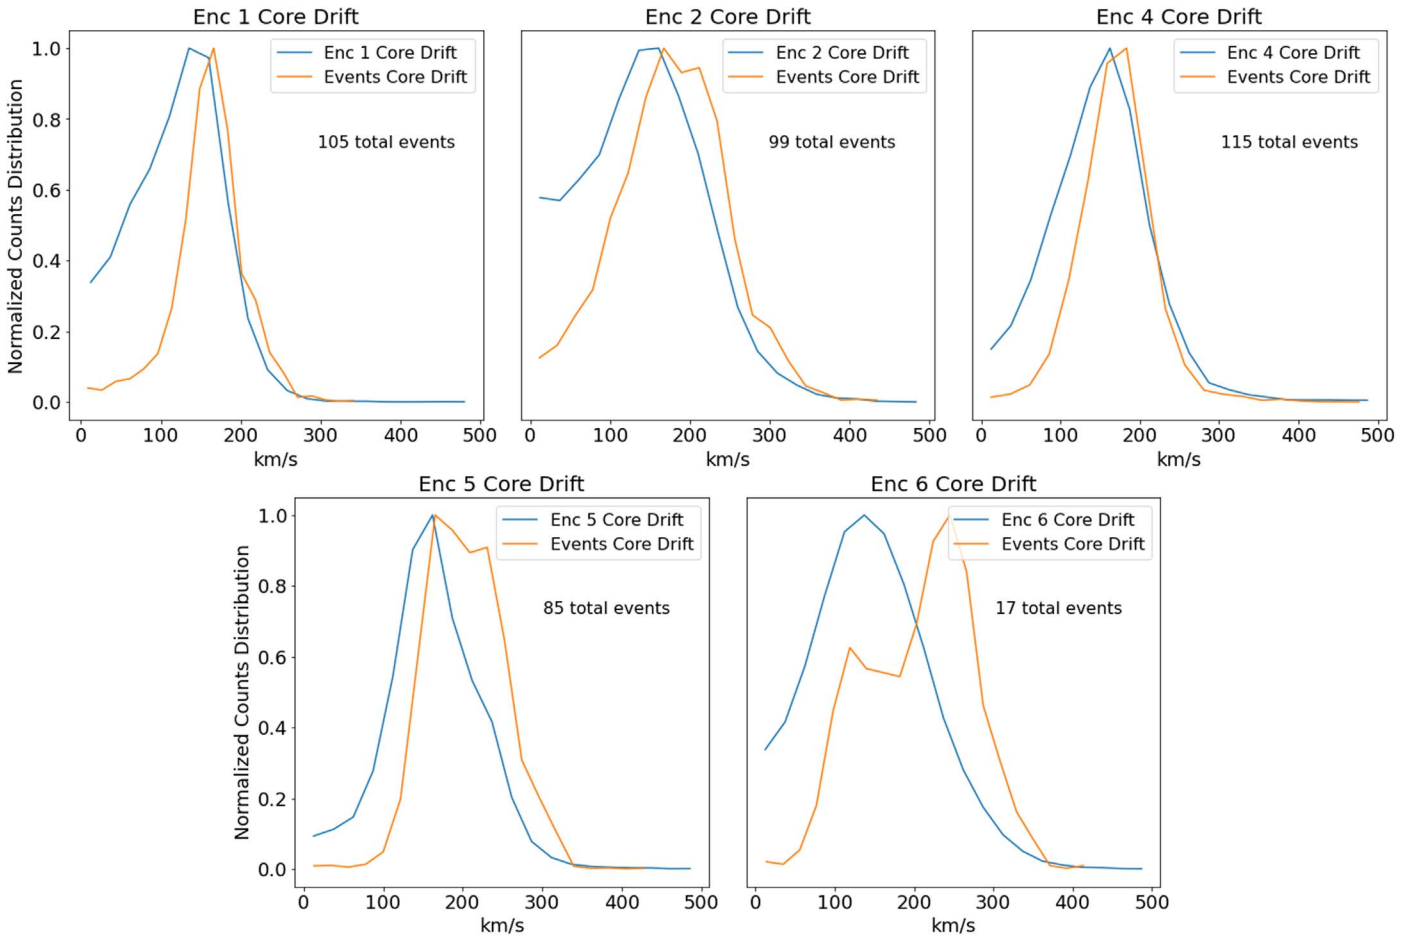 Enc 1 Core Drift
Enc 2 Core Drift
Enc 4 Core Drift
Normalized Counts Distribution
1.0
0.8
0.6
0.4
0.2
0.0
Enc 1 Core Drift
Events Core Drift
105 total events
0 100 200 300 400 500
km/s
Enc 2 Core Drift
Events Core Drift
99 total events
0 100 200 300 400 500
km/s
Enc 4 Core Drift
Events Core Drift
115 total events
0 100 200 300 400 500
km/s
Enc 5 Core Drift
Enc 6 Core Drift
Normalized Counts Distribution
1.0
0.8
0.6
0.4
0.2
0.0
Enc 5 Core Drift
Events Core Drift
85 total events
0 100 200 300 400 500
km/s
Enc 6 Core Drift
Events Core Drift
17 total events
0 100 200 300 400 500
km/s